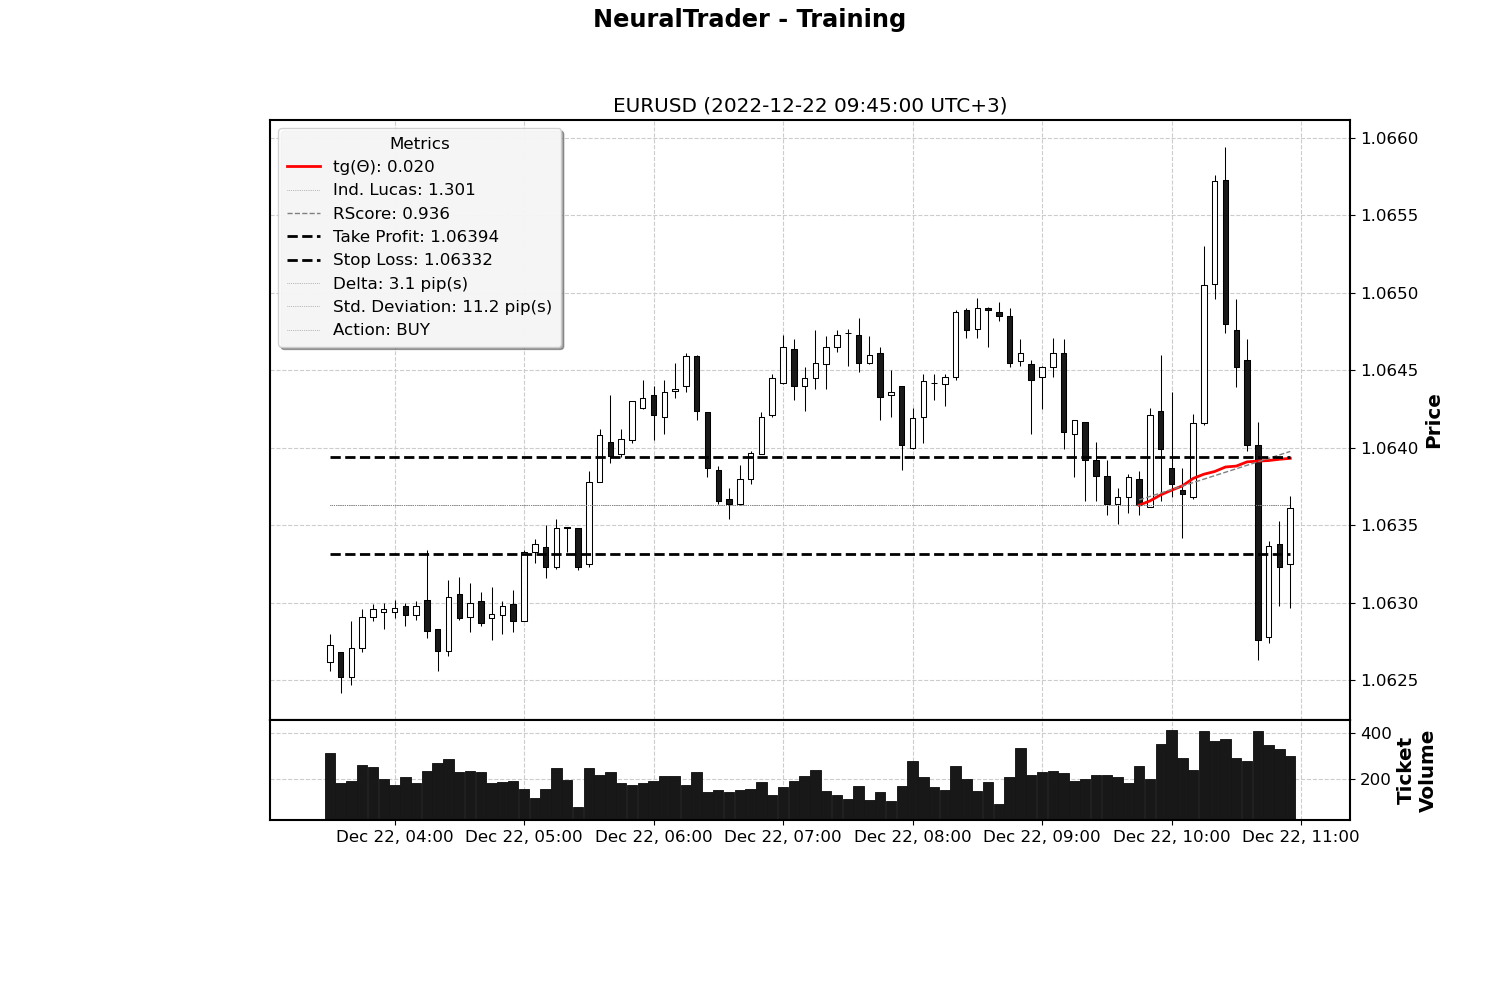 NeuralTrader - Training
EURUSD (2022-12-22 09:45:00 UTC+3)
Metrics
tg(Θ): 0.020
Ind. Lucas: 1.301
RScore: 0.936
Take Profit: 1.06394
Stop Loss: 1.06332
Delta: 3.1 pip(s)
Std. Deviation: 11.2 pip(s)
Action: BUY
1.0660
1.0655
1.0650
1.0645
1.0640
1.0635
1.0630
1.0625
Price
400
200
Ticket
Volume
Dec 22, 04:00 Dec 22, 05:00 Dec 22, 06:00 Dec 22, 07:00 Dec 22, 08:00 Dec 22, 09:00 Dec 22, 10:00 Dec 22, 11:00